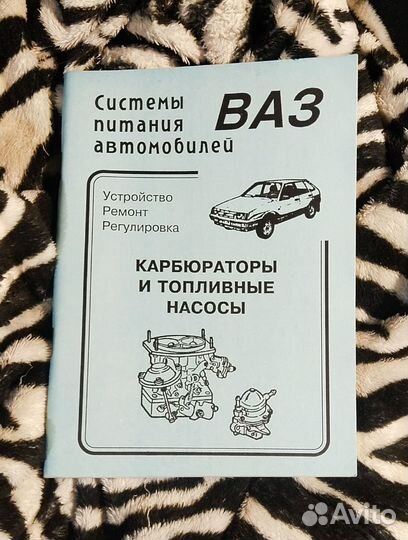 Системы
питания
автомобилей
ВАЗ
Устройство
Ремонт
Регулировка
КАРБЮРАТОРЫ
И ТОПЛИВНЫЕ
НАСОСЫ
Avito